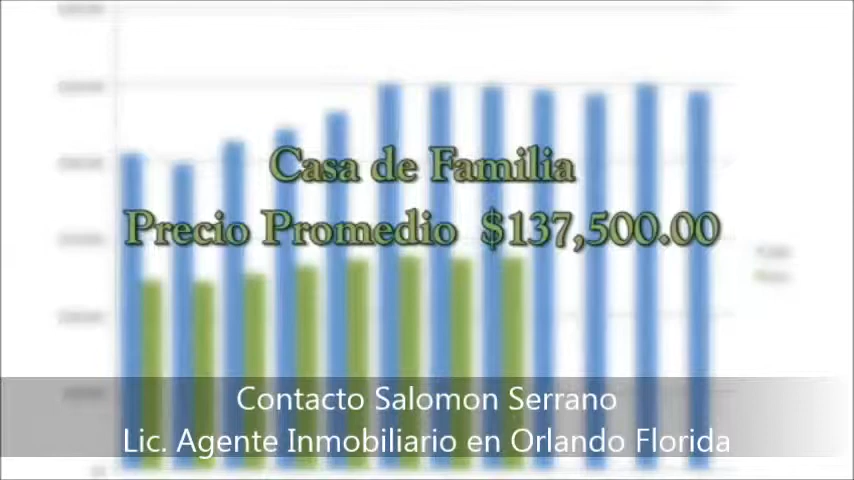 Casa de Familia
Precio Promedio $137,500.00
Contacto Salomon Serrano
Lic. Agente Inmobiliario en Orlando Florida